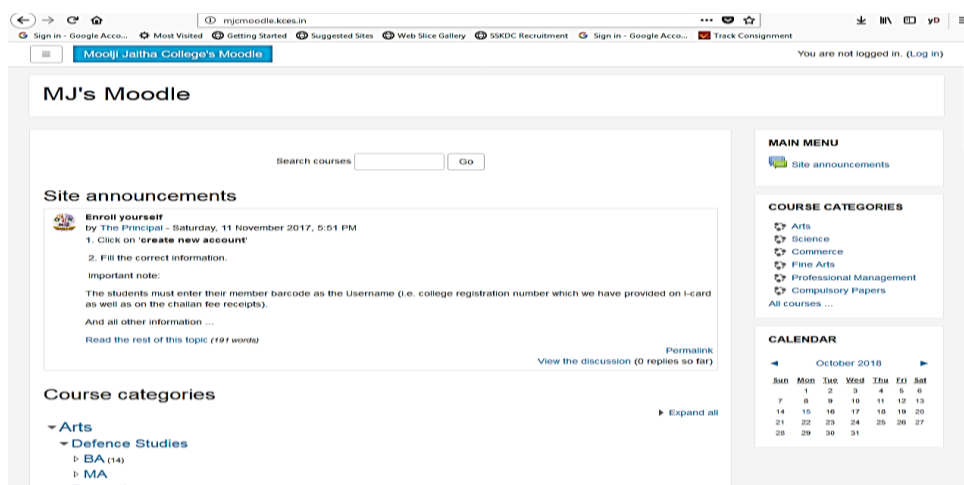 mjcmoodle.kces.in
Sign in - Google Acco... Most Visited Getting Started Suggested Sites Web Slice Gallery SSKDC Recruitment Sign in - Google Acco... Track Consignment
Moolji Jaitha College's Moodle
You are not logged in. (Log in)
MJ's Moodle
Search courses Go
Site announcements
Enroll yourself
by The Principal - Saturday, 11 November 2017, 5:51 PM
1. Click on 'create new account'
2. Fill the correct information.
Important note:
The students must enter their member barcode as the Username (i.e. college registration number which we have provided on I-card
as well as on the challan fee receipts).
And all other information ...
Read the rest of this topic (191 words)
Permalink
View the discussion (0 replies so far)
Course categories
Expand all
Arts
Defence Studies
BA (14)
MA
MAIN MENU
Site announcements
COURSE CATEGORIES
Arts
Science
Commerce
Fine Arts
Professional Management
Compulsory Papers
All courses ...
CALENDAR
October 2018
Sun Mon Tue Wed Thu Fri Sat
1 2 3 4 5 6
7 8 9 10 11 12 13
14 15 16 17 18 19 20
21 22 23 24 25 26 27
28 29 30 31